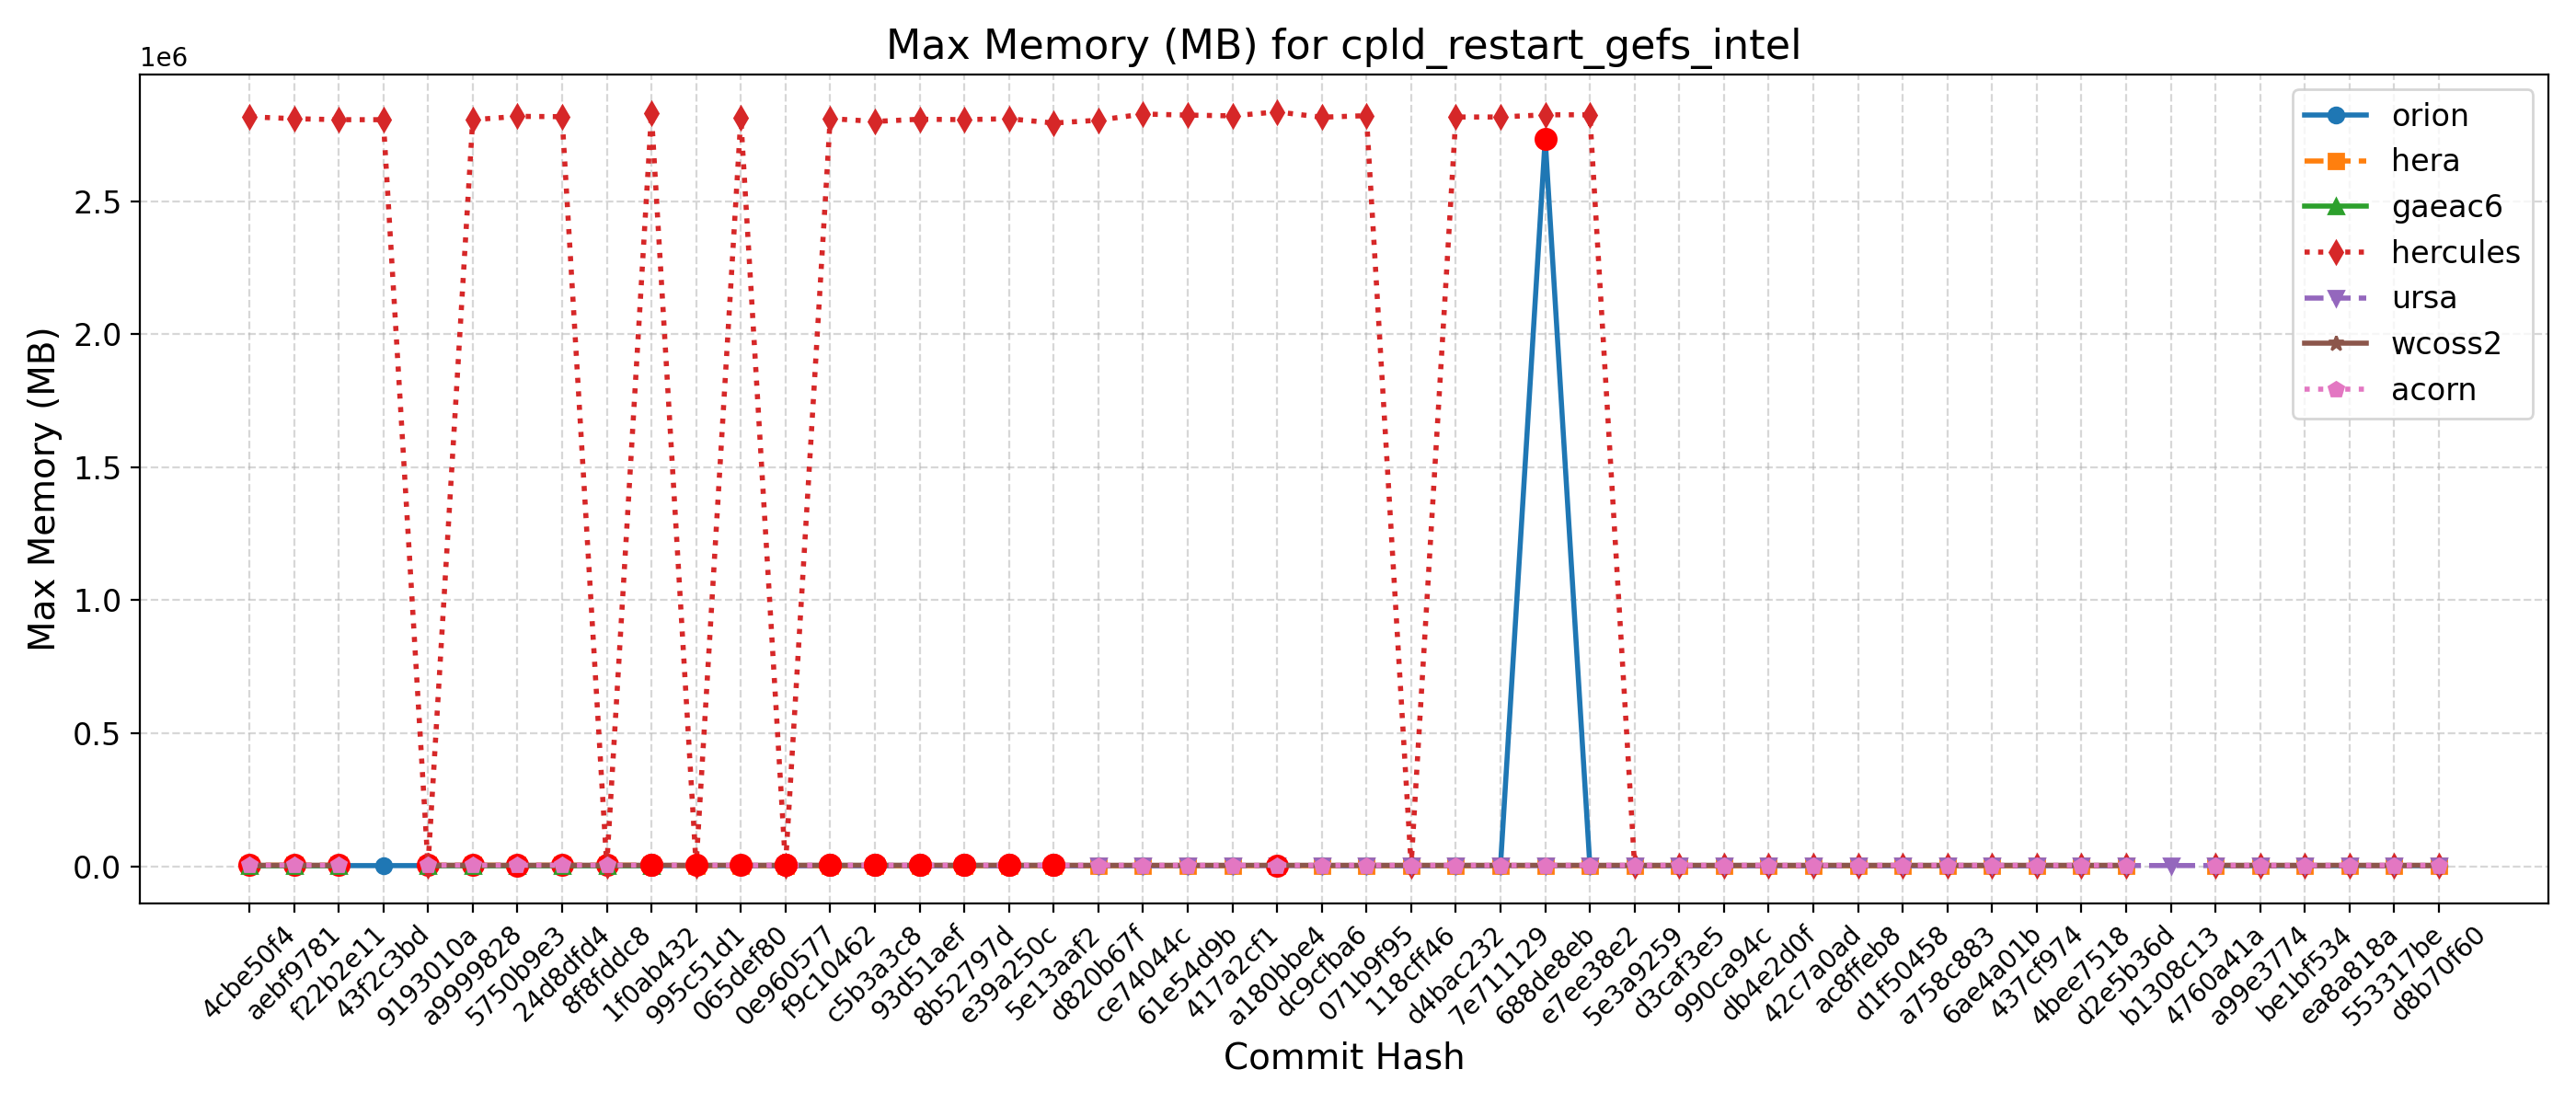 Max Memory (MB) for cpld_restart_gefs_intel
1e6
2.5
2.0
1.5
1.0
0.5
0.0
Max Memory (MB)
orion
hera
gaeac6
hercules
ursa
wcoss2
acorn
4cbe50f4
aebf9781
f22b2e11
43f2c3bd
9193010a
a9999828
5750b9e3
24d8dfd4
8f8fddc8
1f0ab432
995c51d1
065def80
0e960577
f9c10462
c5b3a3c8
93d51aef
8b52797d
e39a250c
5e13aaf2
d820b67f
ce74044c
61e54d9b
417a2cf1
a180bbe4
dc9cfba6
071b9f95
118cff46
d4bac232
7e711129
688de8eb
e7ee38e2
5e3a9259
d3caf3e5
990ca94c
db4e2d0f
42c7a0ad
ac8ffeb8
d1f50458
a758c883
6ae4a01b
437cf974
4bee7518
d2e5b36d
b1308c13
4760a41a
a99e3774
be1bf534
ea8a818a
553317be
d8b70f60
Commit Hash